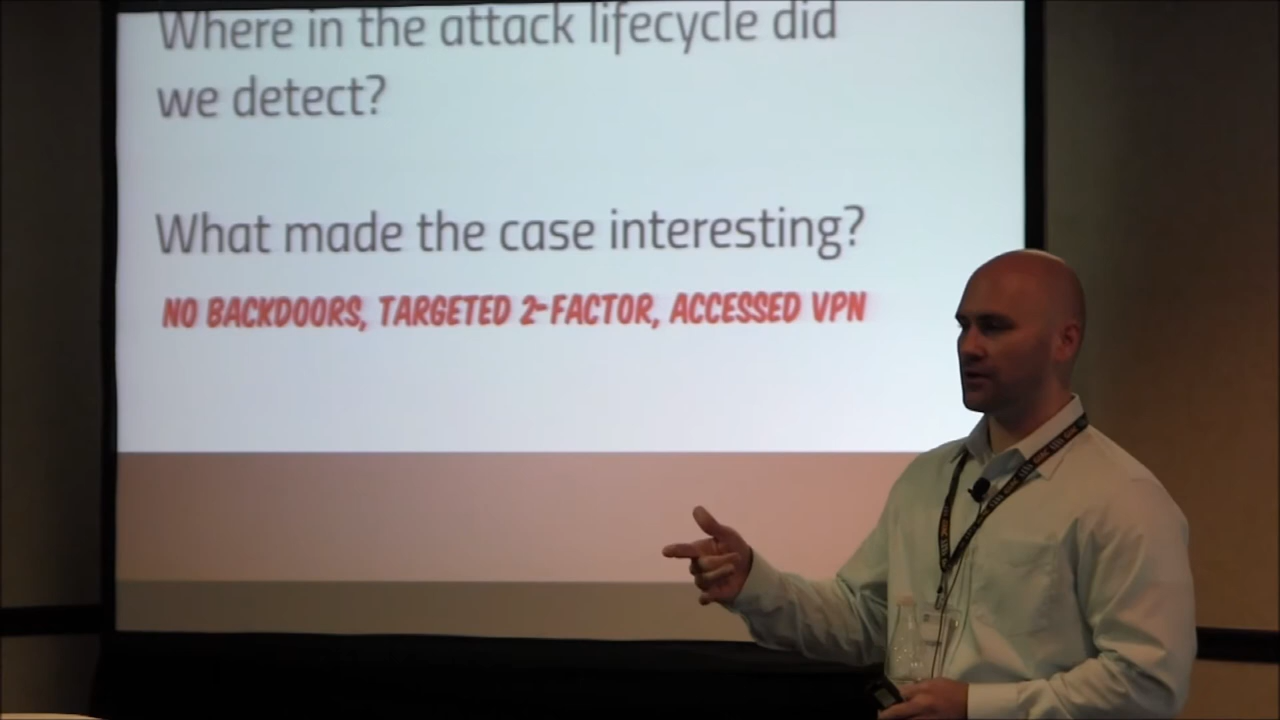 Where in the attack lifecycle did
we detect?
What made the case interesting?
NO BACKDOORS, TARGETED 2-FACTOR, ACCESSED VPN